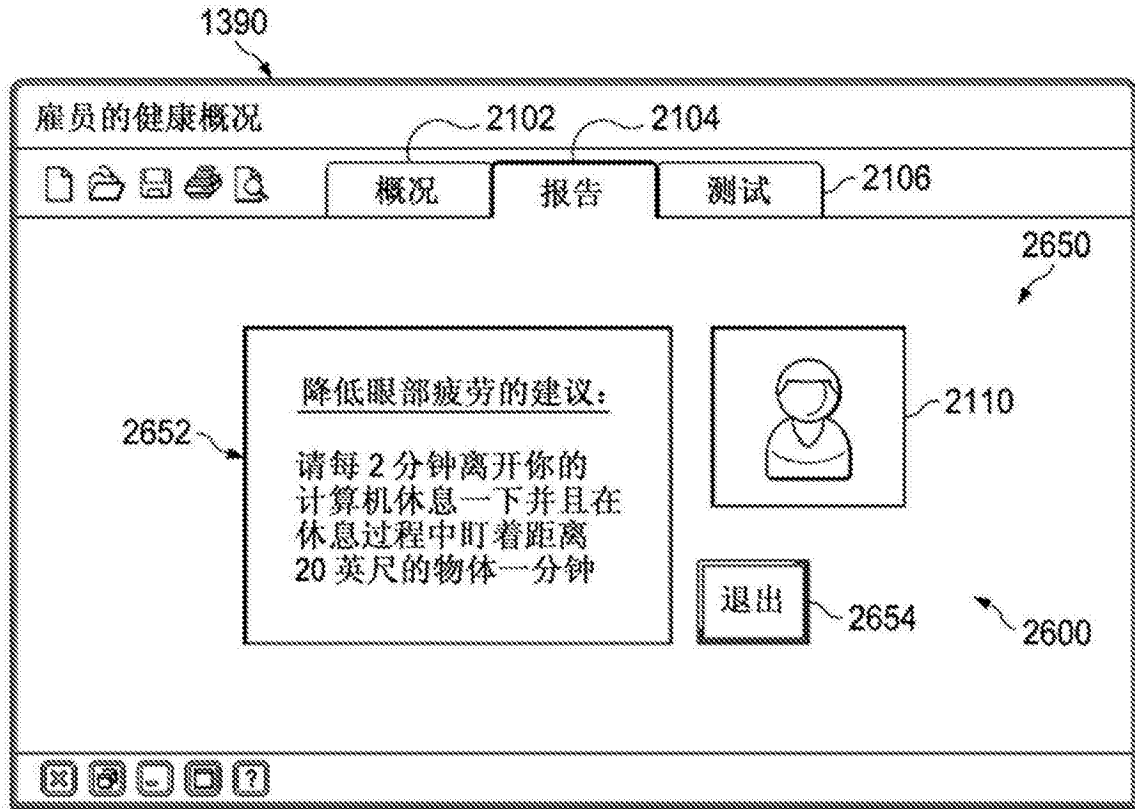 1390
雇员的健康概况
2102
2104
概况
报告
测试
2106
2650
降低眼部疲劳的建议：
请每2分钟离开你的
计算机休息一下并且在
休息过程中盯着距离
20英尺的物体一分钟
2652
2110
退出
2654
2600
?